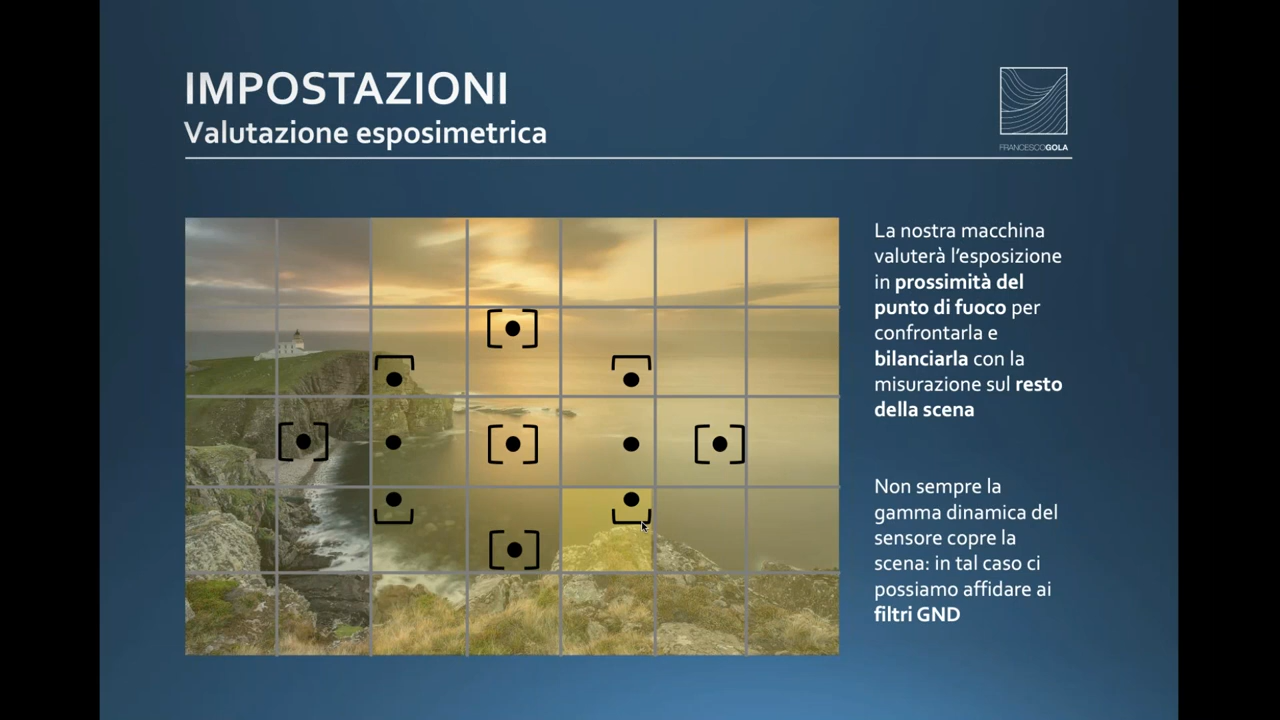 IMPOSTAZIONI
Valutazione esposimetrica
FRANCESCOGOLA
La nostra macchina
valuterà l'esposizione
in prossimità del
punto di fuoco per
confrontarla e
bilanciarla con la
misurazione sul resto
della scena
Non sempre la
gamma dinamica del
sensore copre la
scena: in tal caso ci
possiamo affidare ai
filtri GND